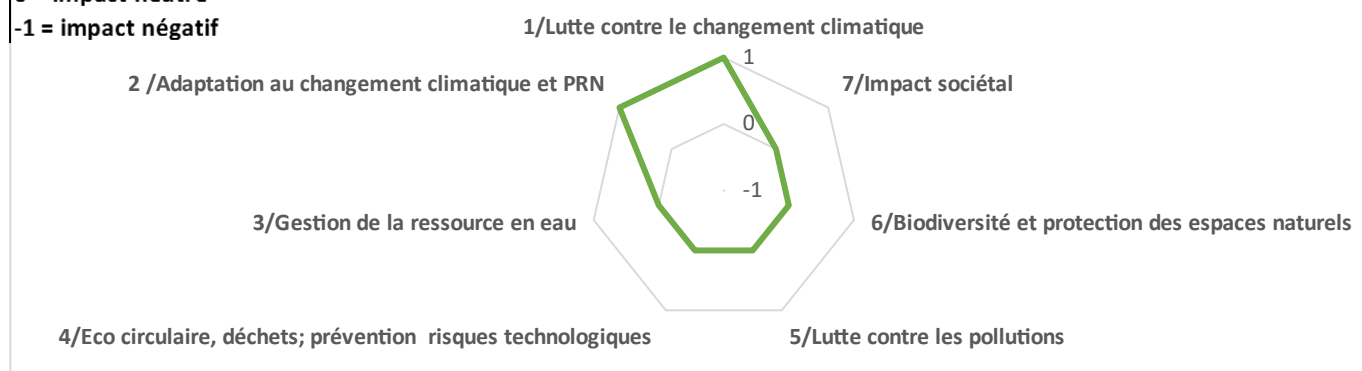 -1 = impact négatif
1/Lutte contre le changement climatique
1
2 /Adaptation au changement climatique et PRN
7/Impact sociétal
0
-1
3/Gestion de la ressource en eau
6/Biodiversité et protection des espaces naturels
4/Eco circulaire, déchets; prévention  risques technologiques
5/Lutte contre les pollutions